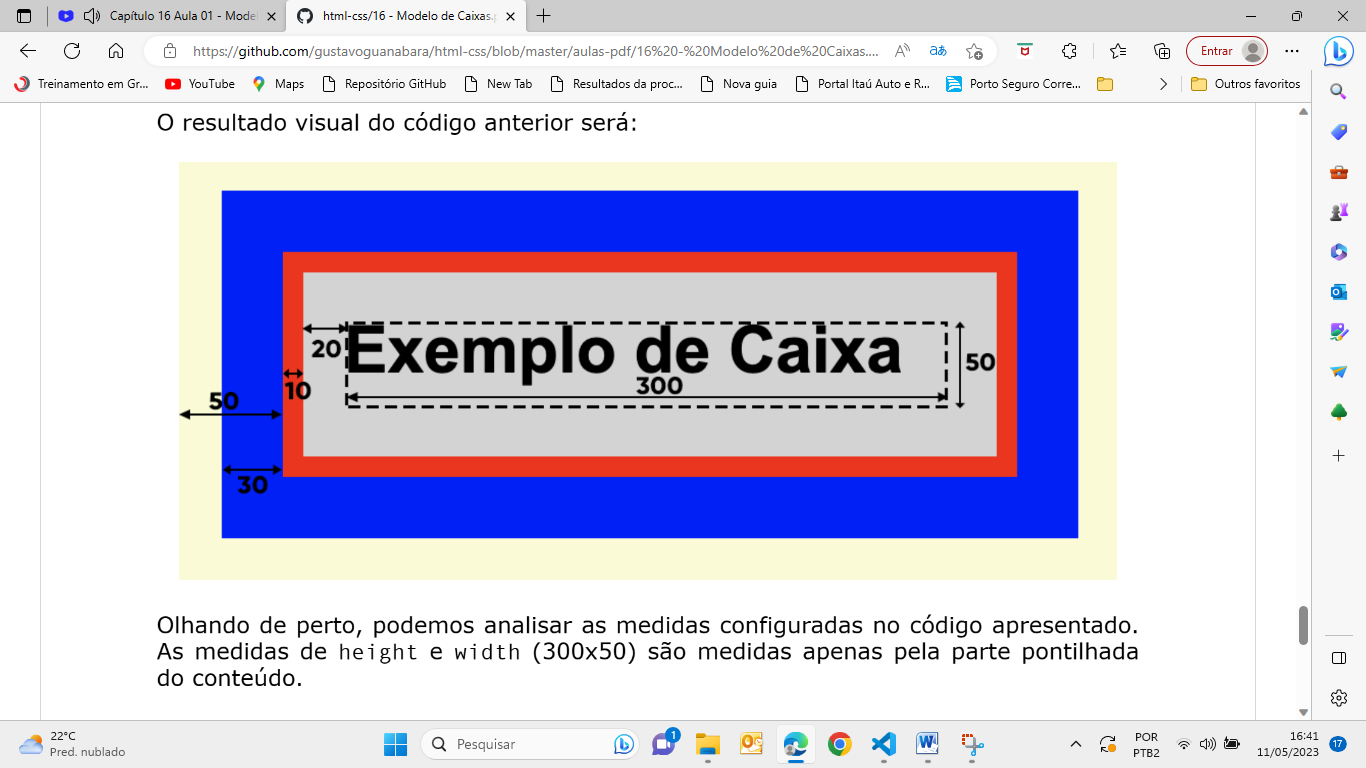 Capítulo 16 Aula 01 - Model
html-css/16 - Modelo de Caixas.p
https://github.com/gustavoguanabara/html-css/blob/master/aulas-pdf/16%20-%20Modelo%20de%20Caixas....
Entrar
Treinamento em Gr...
YouTube
Maps
Repositório GitHub
New Tab
Resultados da proc...
Nova guia
Portal Itaú Auto e R...
Porto Seguro Corre...
Outros favoritos
O resultado visual do código anterior será:
Exemplo de Caixa
20
50
300
10
50
30
Olhando de perto, podemos analisar as medidas configuradas no código apresentado.
As medidas de height e width (300x50) são medidas apenas pela parte pontilhada
do conteúdo.
22°C
Pred. nublado
Pesquisar
1
POR
PTB2
16:41
11/05/2023
17